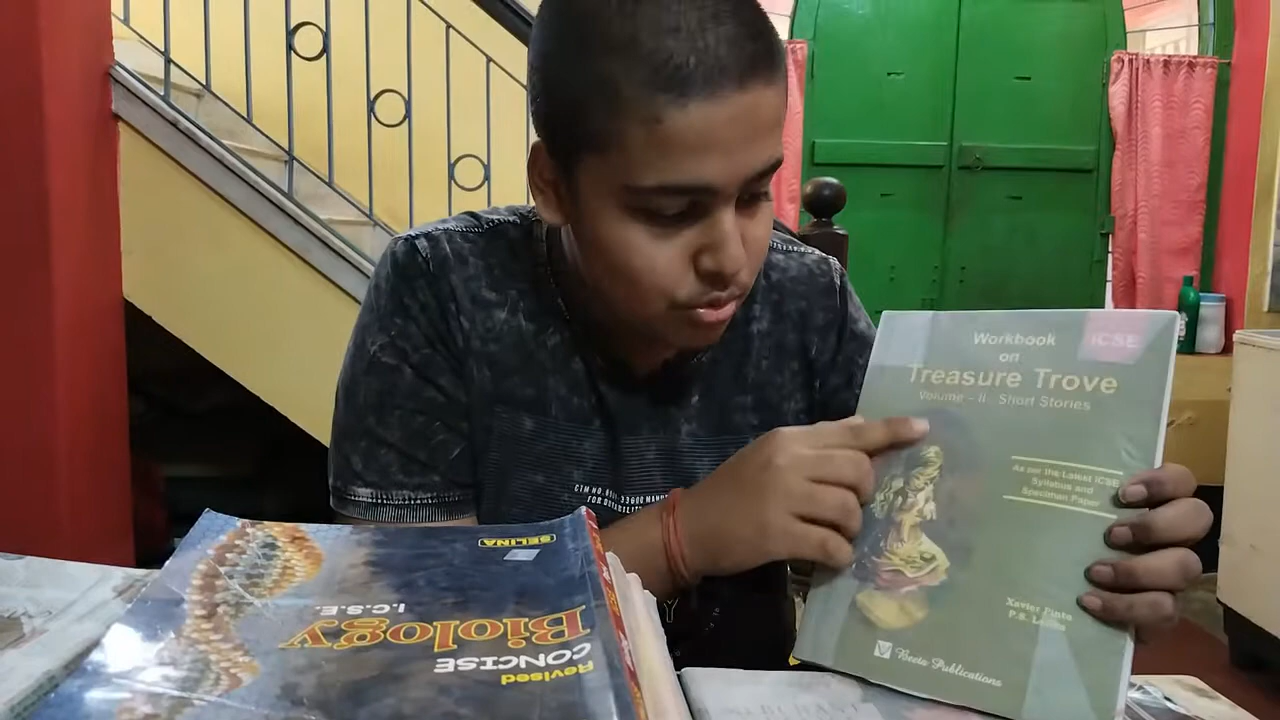 Workbook
on
ICSE
Treasure Trove
Volume - II Short Stories
As per the Latest ICSE
Syllabus and
Specimen Paper
Xavier Pinto
P.S.
Beeta Publications
SELINA
I.C.S.E.
Biology
CONCISE
Revised
FOR